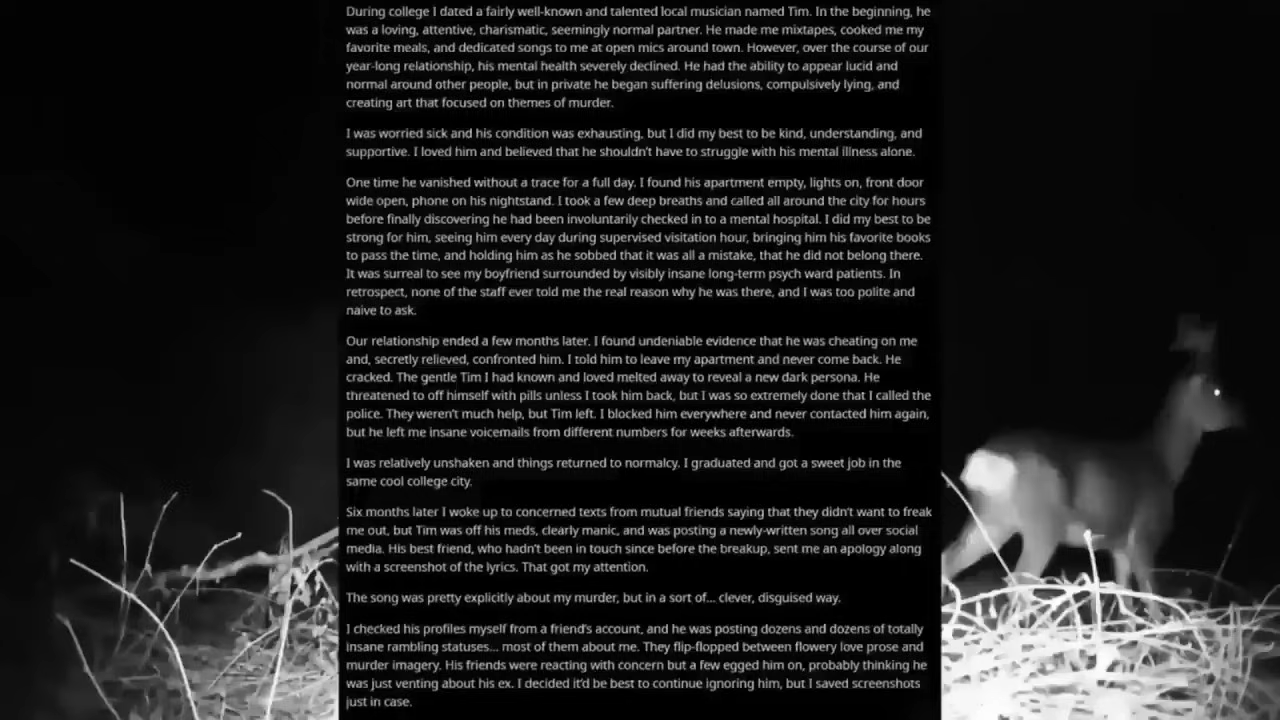 During college I dated a fairly well-known and talented local musician named Tim. In the beginning, he
was a loving, attentive, charismatic, seemingly normal partner. He made me mixtapes, cooked me my
favorite meals, and dedicated songs to me at open mics around town. However, over the course of our
year-long relationship, his mental health severely declined. He had the ability to appear lucid and
normal around other people, but in private he began suffering delusions, compulsively lying, and
creating art that focused on themes of murder.
I was worried sick and his condition was exhausting, but I did my best to be kind, understanding, and
supportive. I loved him and believed that he shouldn't have to struggle with his mental illness alone.
One time he vanished without a trace for a full day. I found his apartment empty, lights on, front door
wide open, phone on his nightstand. I took a few deep breaths and called all around the city for hours
before finally discovering he had been involuntarily checked in to a mental hospital. I did my best to be
strong for him, seeing him every day during supervised visitation hour, bringing him his favorite books
to pass the time, and holding him as he sobbed that it was all a mistake, that he did not belong there.
It was surreal to see my boyfriend surrounded by visibly insane long-term psych ward patients. In
retrospect, none of the staff ever told me the real reason why he was there, and I was too polite and
naive to ask.
Our relationship ended a few months later. I found undeniable evidence that he was cheating on me
and, secretly relieved, confronted him. I told him to leave my apartment and never come back. He
cracked. The gentle Tim I had known and loved melted away to reveal a new dark persona. He
threatened to off himself with pills unless I took him back, but I was so extremely done that I called the
police. They weren't much help, but Tim left. I blocked him everywhere and never contacted him again,
but he left me insane voicemails from different numbers for weeks afterwards.
I was relatively unshaken and things returned to normalcy. I graduated and got a sweet job in the
same cool college city.
Six months later I woke up to concerned texts from mutual friends saying that they didn't want to freak
me out, but Tim was off his meds, clearly manic, and was posting a newly-written song all over social
media. His best friend, who hadn't been in touch since before the breakup, sent me an apology along
with a screenshot of the lyrics. That got my attention.
The song was pretty explicitly about my murder, but in a sort of... clever, disguised way.
I checked his profiles myself from a friend's account, and he was posting dozens and dozens of totally
insane rambling statuses... most of them about me. They flip-flopped between flowery love prose and
murder imagery. His friends were reacting with concern but a few egged him on, probably thinking he
was just venting about his ex. I decided it'd be best to continue ignoring him, but I saved screenshots
just in case.